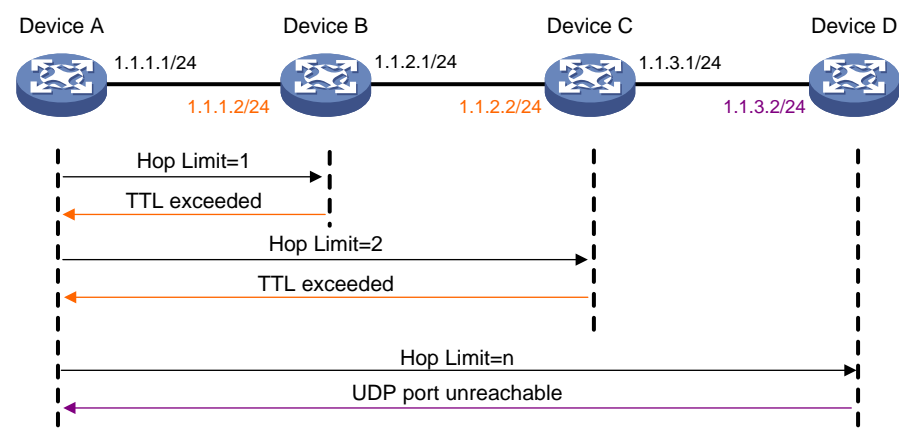 Device A Device B Device C Device D
1.1.1.1/24 1.1.2.1/24 1.1.3.1/24
1.1.1.2/24 1.1.2.2/24 1.1.3.2/24
Hop Limit=1
TTL exceeded
Hop Limit=2
TTL exceeded
Hop Limit=n
UDP port unreachable